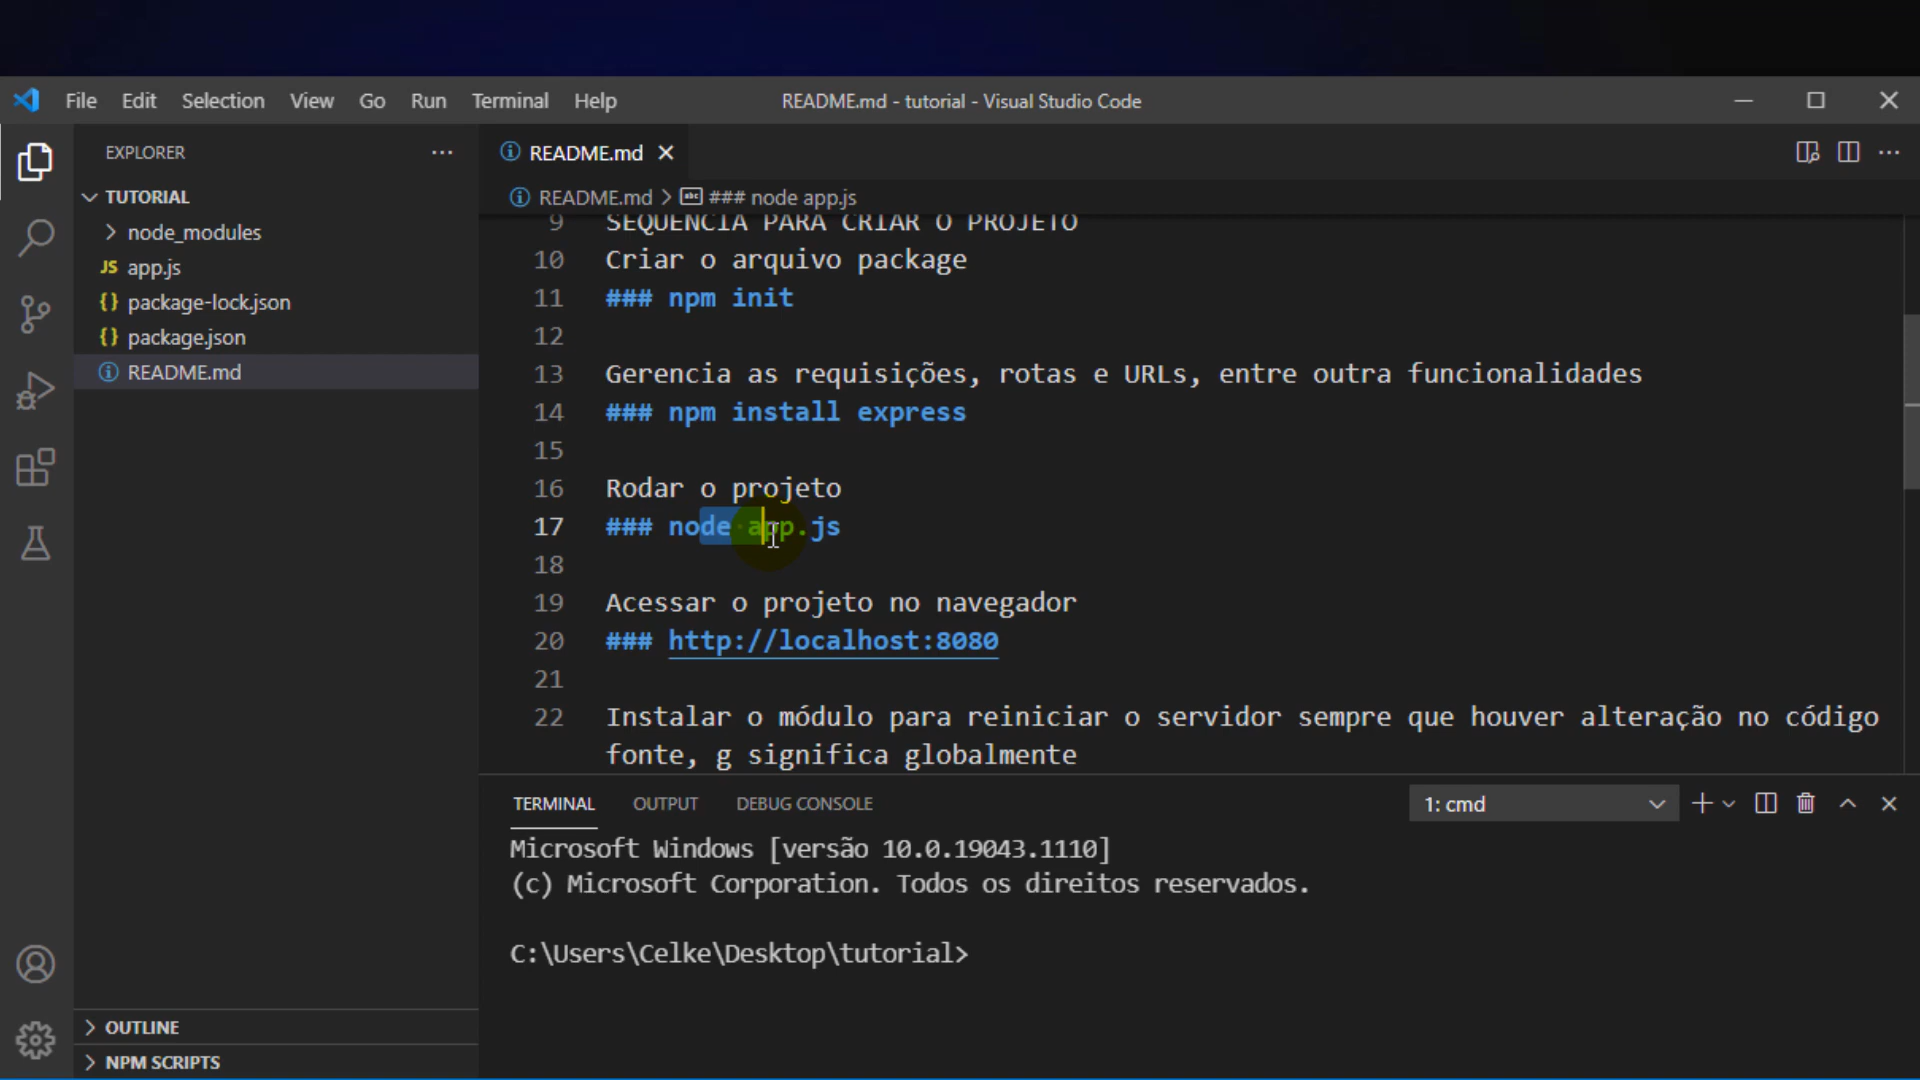 File Edit Selection View Go Run Terminal Help README.md - tutorial - Visual Studio Code
EXPLORER
TUTORIAL
node_modules
JS app.js
{} package-lock.json
{} package.json
README.md
OUTLINE
NPM SCRIPTS
README.md
README.md > ### node app.js
9 SEQUENCIA PARA CRIAR O PROJETO
10 Criar o arquivo package
11 ### npm init
12
13 Gerencia as requisições, rotas e URLs, entre outra funcionalidades
14 ### npm install express
15
16 Rodar o projeto
17 ### node app.js
18
19 Acessar o projeto no navegador
20 ### http://localhost:8080
21
22 Instalar o módulo para reiniciar o servidor sempre que houver alteração no código
fonte, g significa globalmente
TERMINAL OUTPUT DEBUG CONSOLE 1: cmd
Microsoft Windows [versão 10.0.19043.1110]
(c) Microsoft Corporation. Todos os direitos reservados.
C:\Users\Celke\Desktop\tutorial>